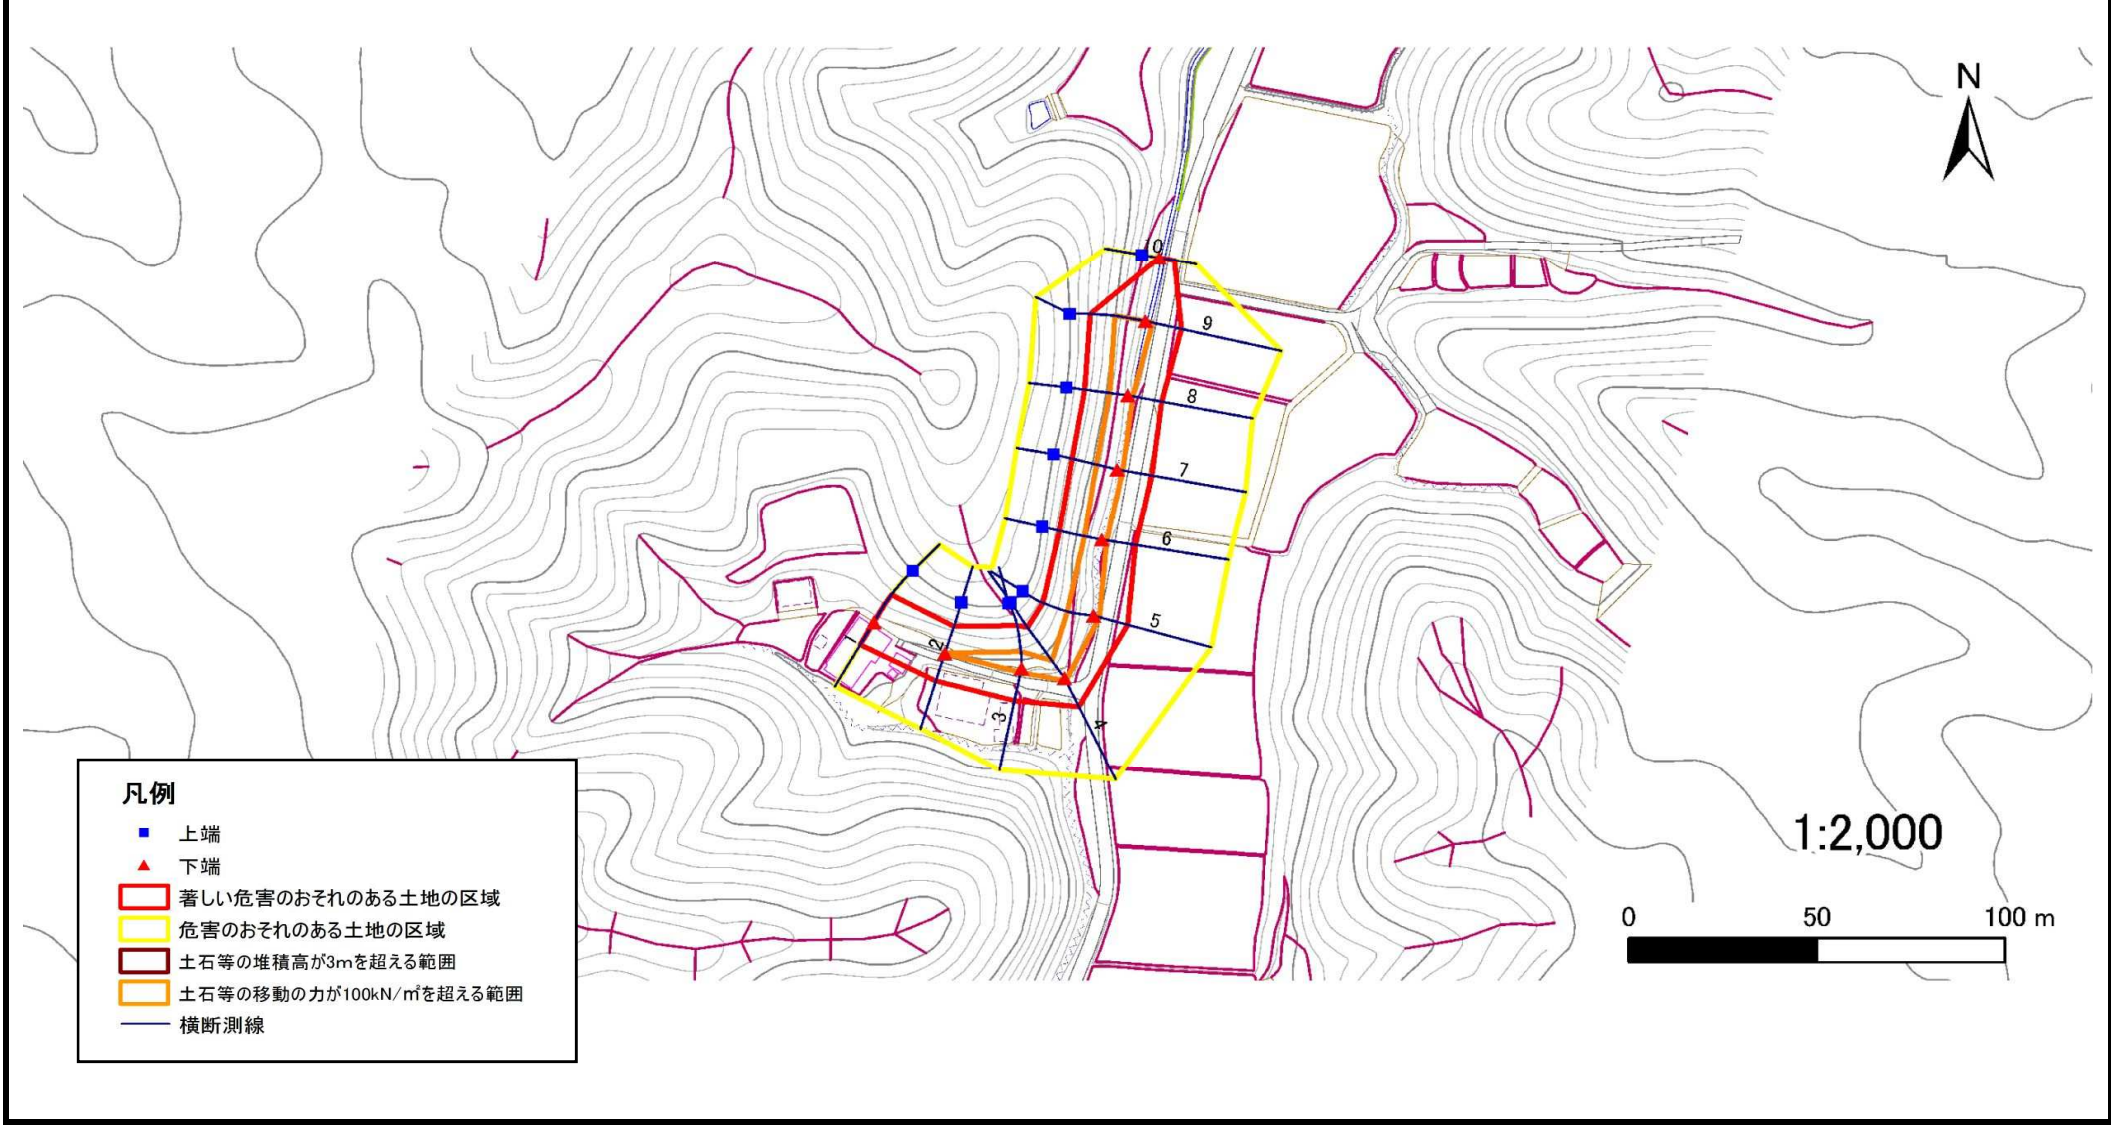 N
10
9
8
7
6
5
1
2
3
4
凡例
上端
下端
著しい危害のおそれのある土地の区域
危害のおそれのある土地の区域
土石等の堆積高が3mを超える範囲
土石等の移動の力が100kN/㎡を超える範囲
横断測線
1:2,000
0 50 100 m